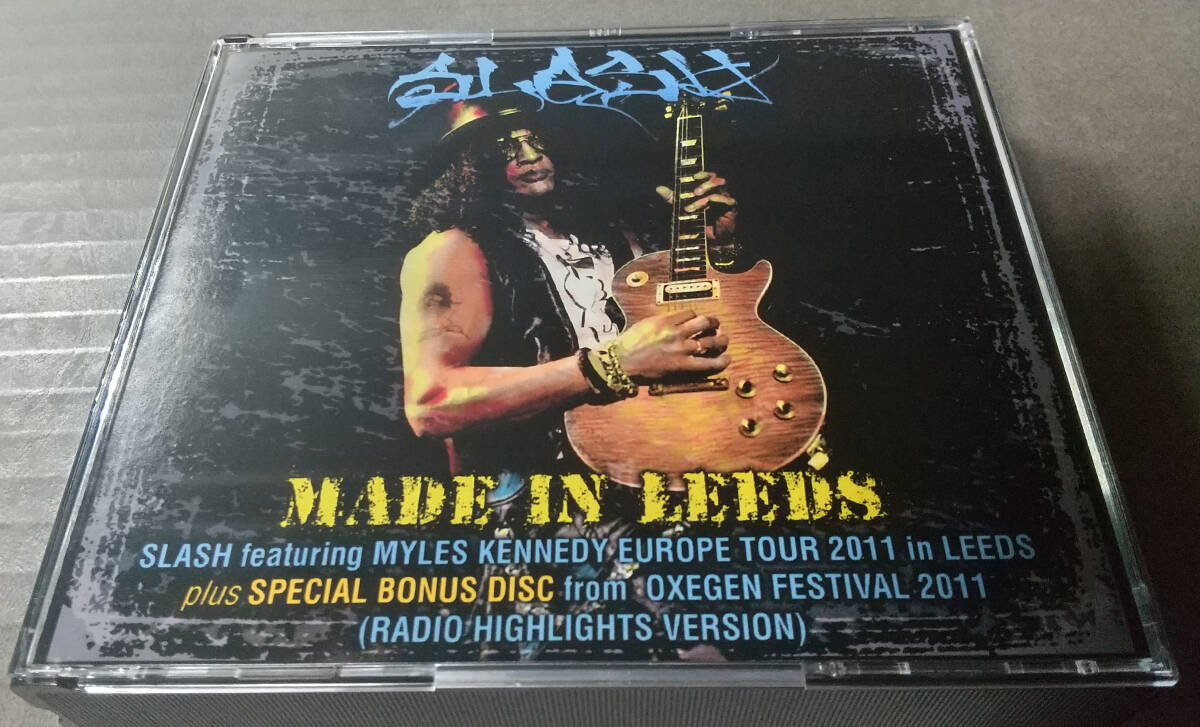 SLASH
MADE IN LEEDS
SLASH featuring MYLES KENNEDY EUROPE TOUR 2011 in LEEDS
plus SPECIAL BONUS DISC from OXEGEN FESTIVAL 2011
(RADIO HIGHLIGHTS VERSION)